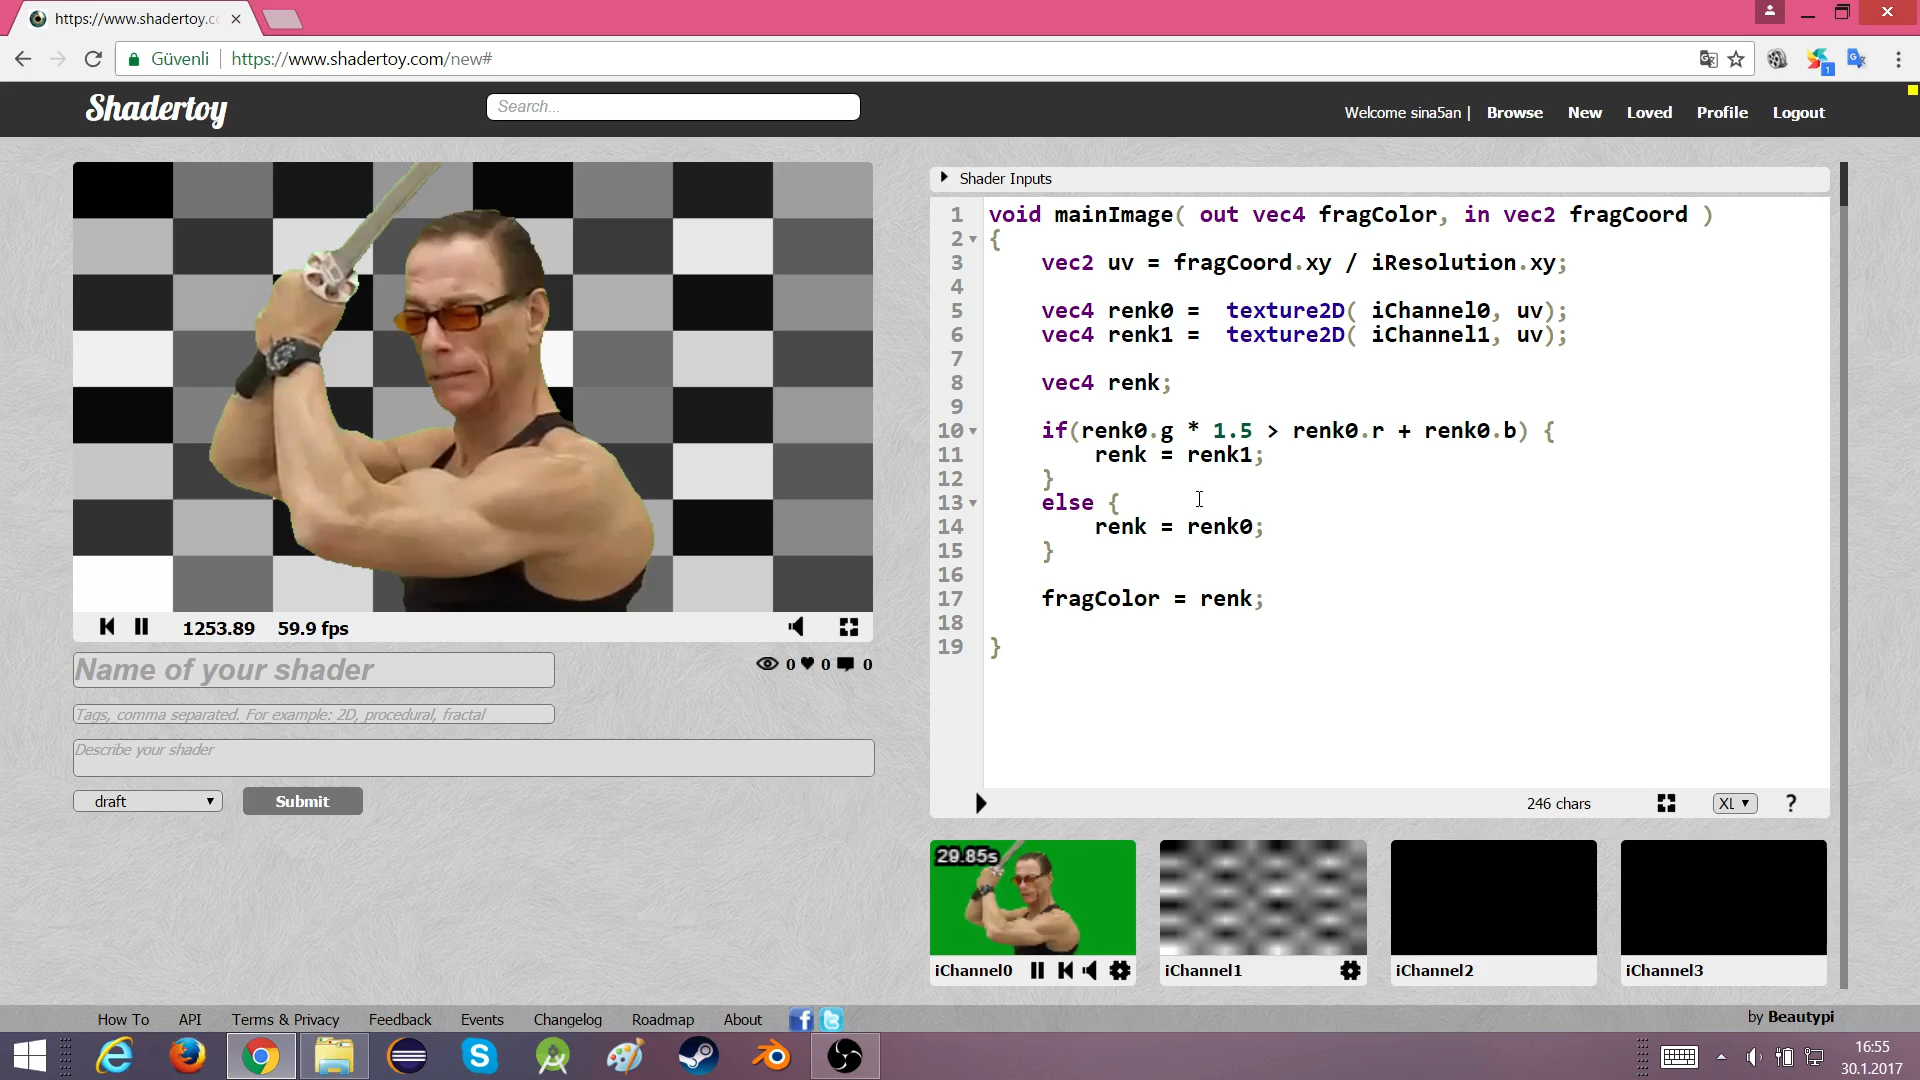 https://www.shadertoy.co
Güvenli
https://www.shadertoy.com/new#
1
Shadertoy
Search...
Welcome sina5an |
Browse
New
Loved
Profile
Logout
1253.89
59.9 fps
Name of your shader
0
0
0
Tags, comma separated. For example: 2D, procedural, fractal
Describe your shader
draft
Submit
Shader Inputs
1 void mainImage( out vec4 fragColor, in vec2 fragCoord )
2 {
3 vec2 uv = fragCoord.xy / iResolution.xy;
4
5 vec4 renk0 = texture2D( iChannel0, uv);
6 vec4 renk1 = texture2D( iChannel1, uv);
7
8 vec4 renk;
9
10 if(renk0.g * 1.5 > renk0.r + renk0.b) {
11 renk = renk1;
12 }
13 else {
14 renk = renk0;
15 }
16
17 fragColor = renk;
18
19 }
246 chars
XL
?
29.85s
iChannel0
iChannel1
iChannel2
iChannel3
How To
API
Terms & Privacy
Feedback
Events
Changelog
Roadmap
About
by Beautypi
16:55
30.1.2017